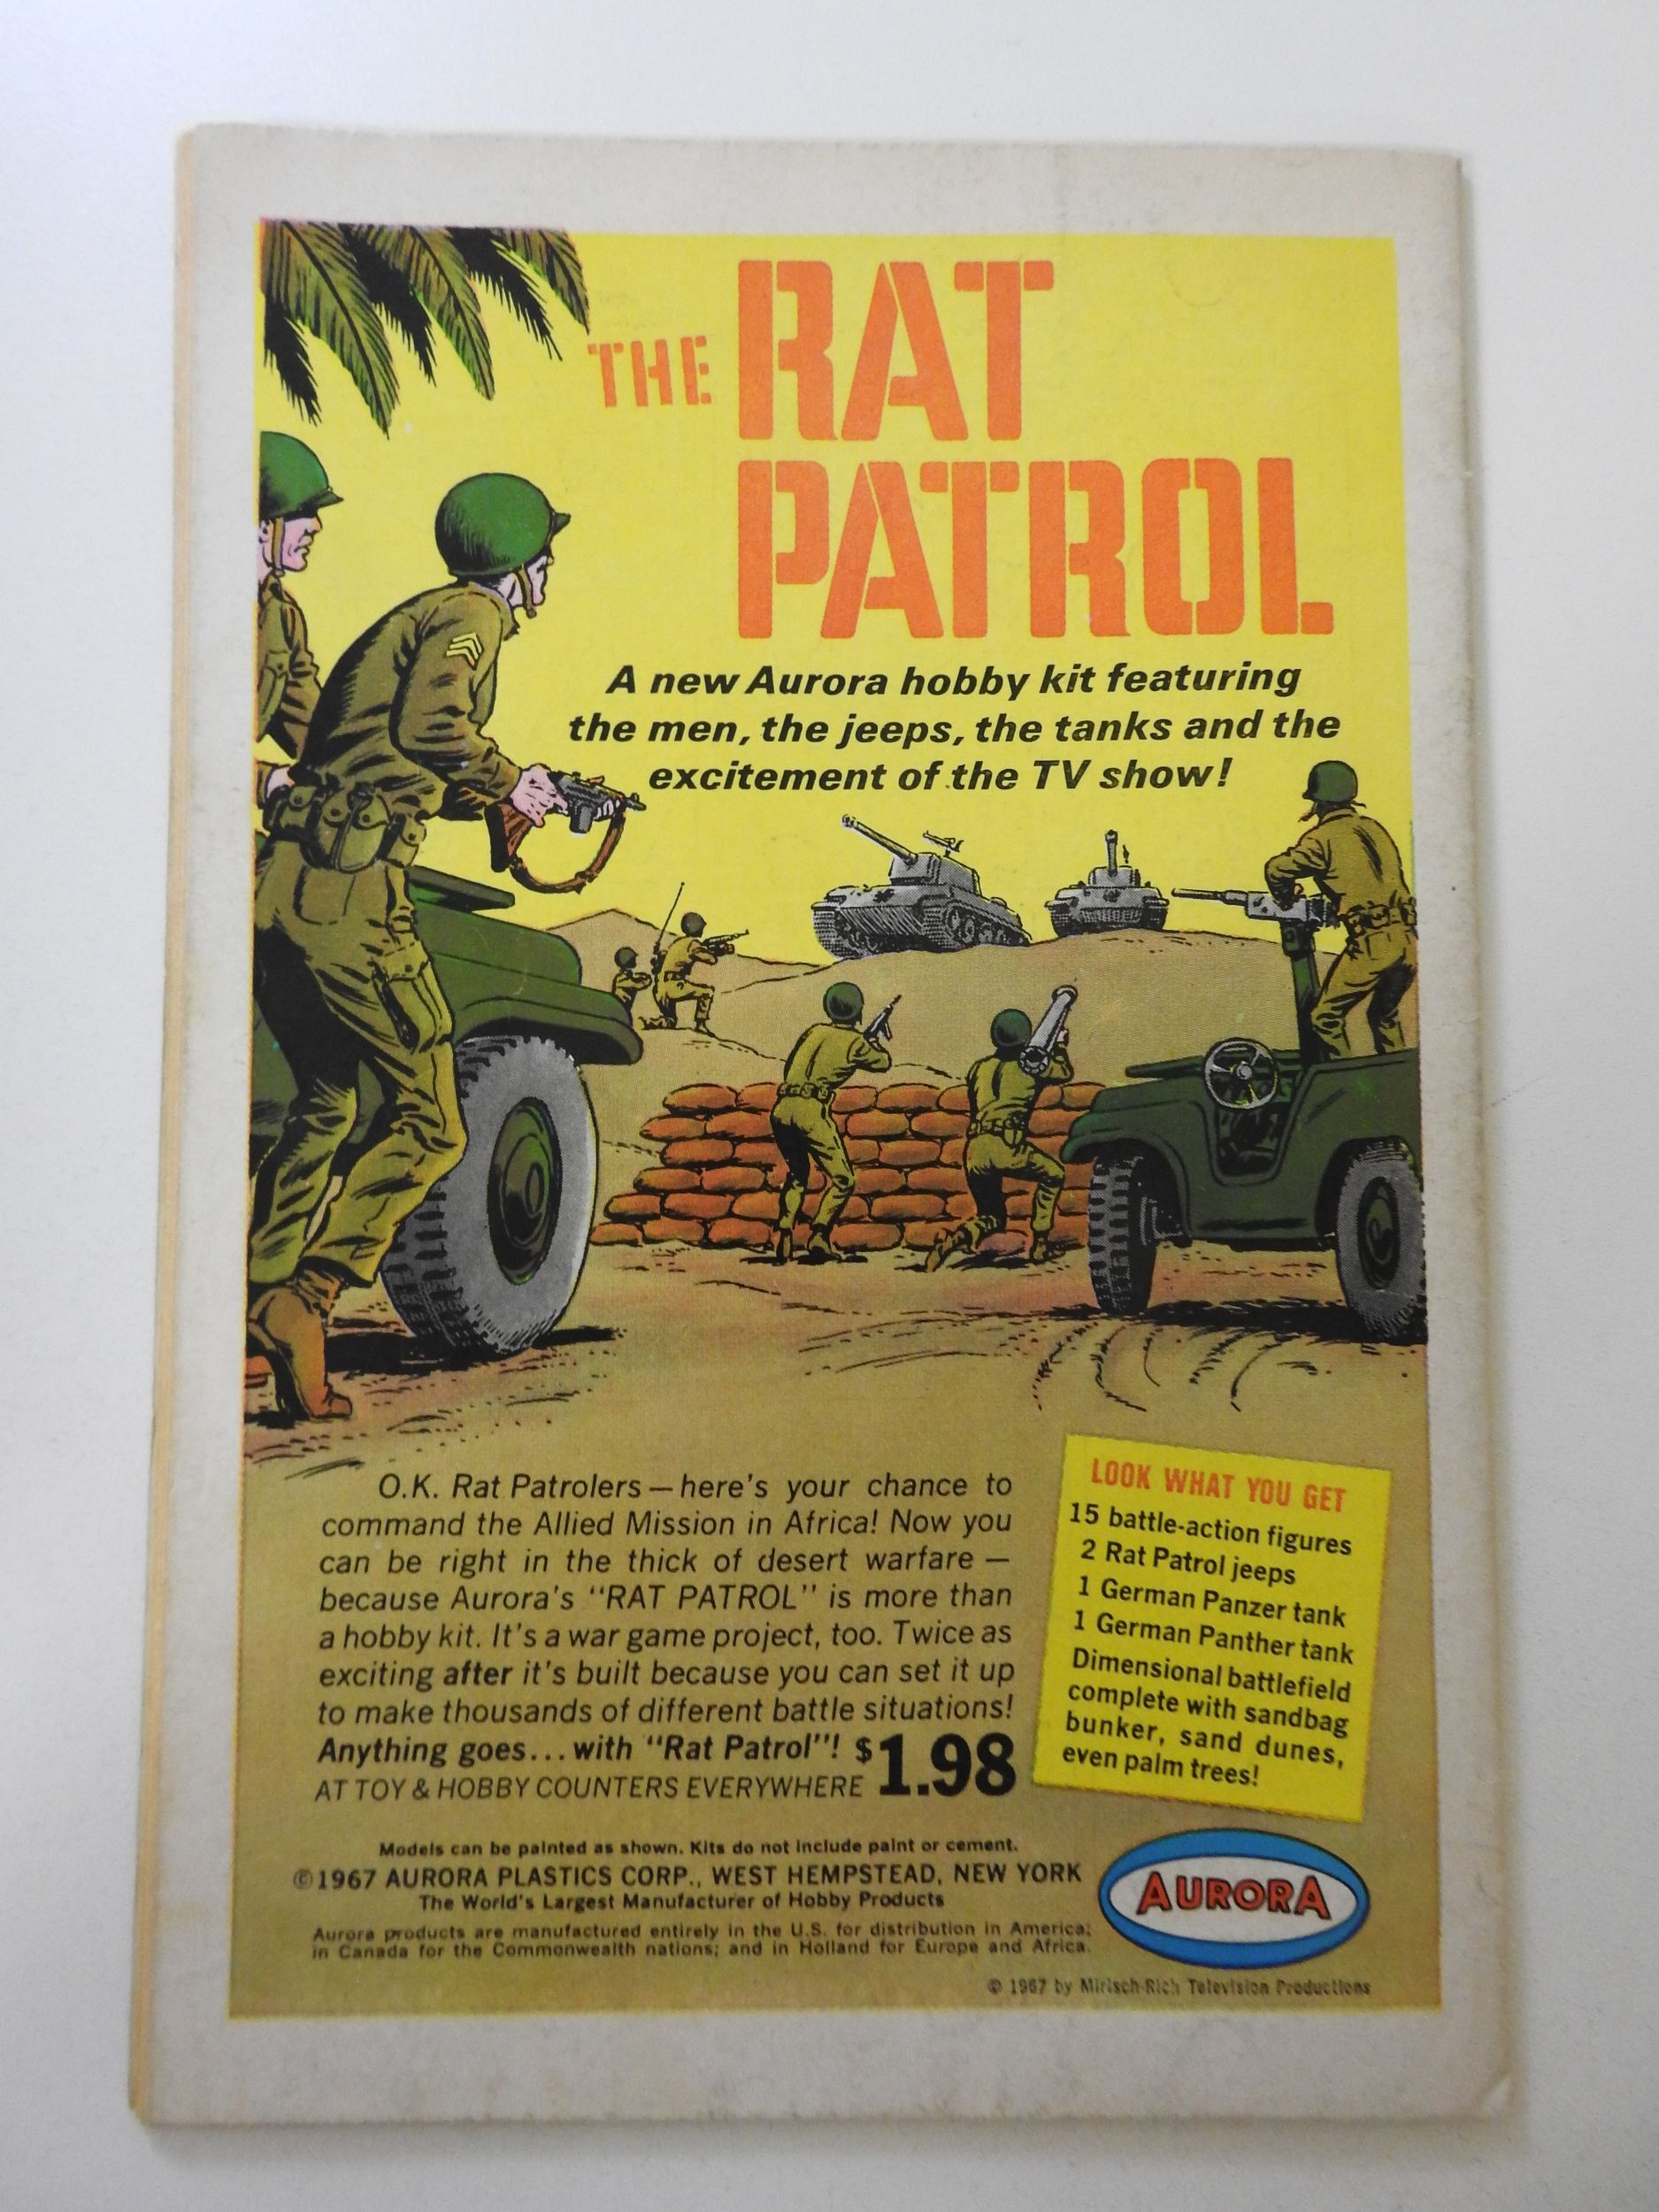 THE RAT
PATROL
A new Aurora hobby kit featuring
the men, the jeeps, the tanks and the
excitement of the TV show!
O.K. Rat Patrolers—here's your chance to
command the Allied Mission in Africa! Now you
can be right in the thick of desert warfare —
because Aurora's "RAT PATROL" is more than
a hobby kit. It's a war game project, too. Twice as
exciting after it's built because you can set it up
to make thousands of different battle situations!
Anything goes...with "Rat Patrol"! $1.98
AT TOY & HOBBY COUNTERS EVERYWHERE
LOOK WHAT YOU GET
15 battle-action figures
2 Rat Patrol jeeps
1 German Panzer tank
1 German Panther tank
Dimensional battlefield
complete with sandbag
bunker, sand dunes,
even palm trees!
Models can be painted as shown. Kits do not include paint or cement.
©1967 AURORA PLASTICS CORP., WEST HEMPSTEAD, NEW YORK
The World's Largest Manufacturer of Hobby Products
Aurora products are manufactured entirely in the U.S. for distribution in America;
in Canada for the Commonwealth nations; and in Holland for Europe and Africa.
AURORA
© 1967 by Mirisch-Rich Television Productions